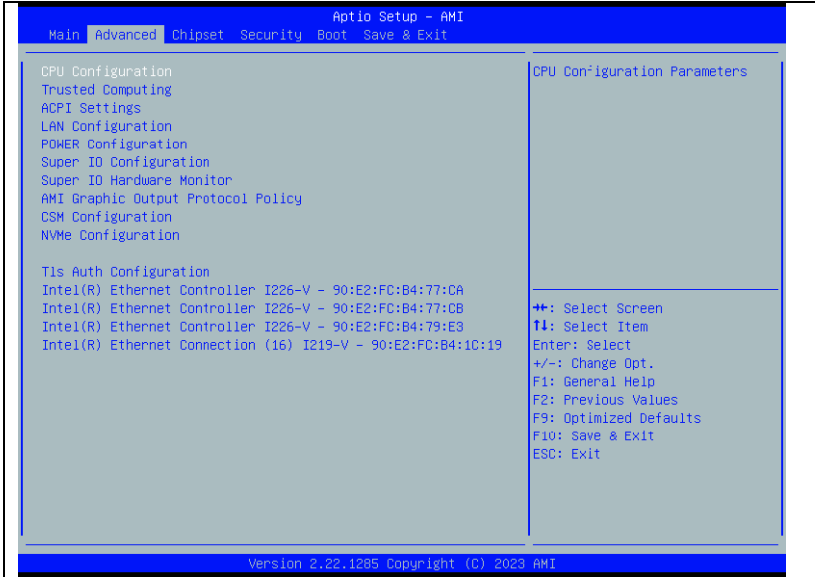 Aptio Setup – AMI
Main Advanced Chipset Security Boot Save & Exit
CPU Configuration
Trusted Computing
ACPI Settings
LAN Configuration
POWER Configuration
Super IO Configuration
Super IO Hardware Monitor
AMI Graphic Output Protocol Policy
CSM Configuration
NVMe Configuration
Tls Auth Configuration
Intel(R) Ethernet Controller I226-V - 90:E2:FC:B4:77:CA
Intel(R) Ethernet Controller I226-V - 90:E2:FC:B4:77:CB
Intel(R) Ethernet Controller I226-V - 90:E2:FC:B4:79:E3
Intel(R) Ethernet Connection (16) I219-V - 90:E2:FC:B4:1C:19
CPU Configuration Parameters
→←: Select Screen
↑↓: Select Item
Enter: Select
+/-: Change Opt.
F1: General Help
F2: Previous Values
F9: Optimized Defaults
F10: Save & Exit
ESC: Exit
Version 2.22.1285 Copyright (C) 2023 AMI